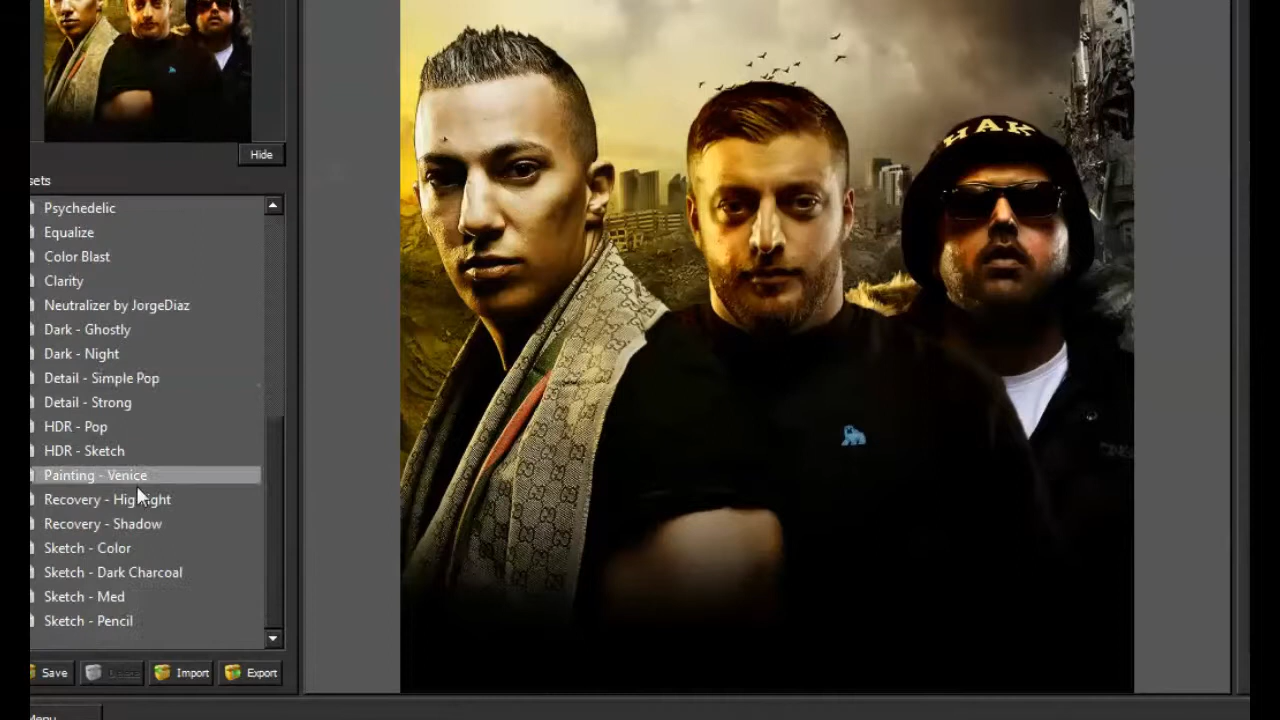 Hide
sets
Psychedelic
Equalize
Color Blast
Clarity
Neutralizer by JorgeDiaz
Dark - Ghostly
Dark - Night
Detail - Simple Pop
Detail - Strong
HDR - Pop
HDR - Sketch
Painting - Venice
Recovery - Highlight
Recovery - Shadow
Sketch - Color
Sketch - Dark Charcoal
Sketch - Med
Sketch - Pencil
Save
Import
Export
Menu
HAK